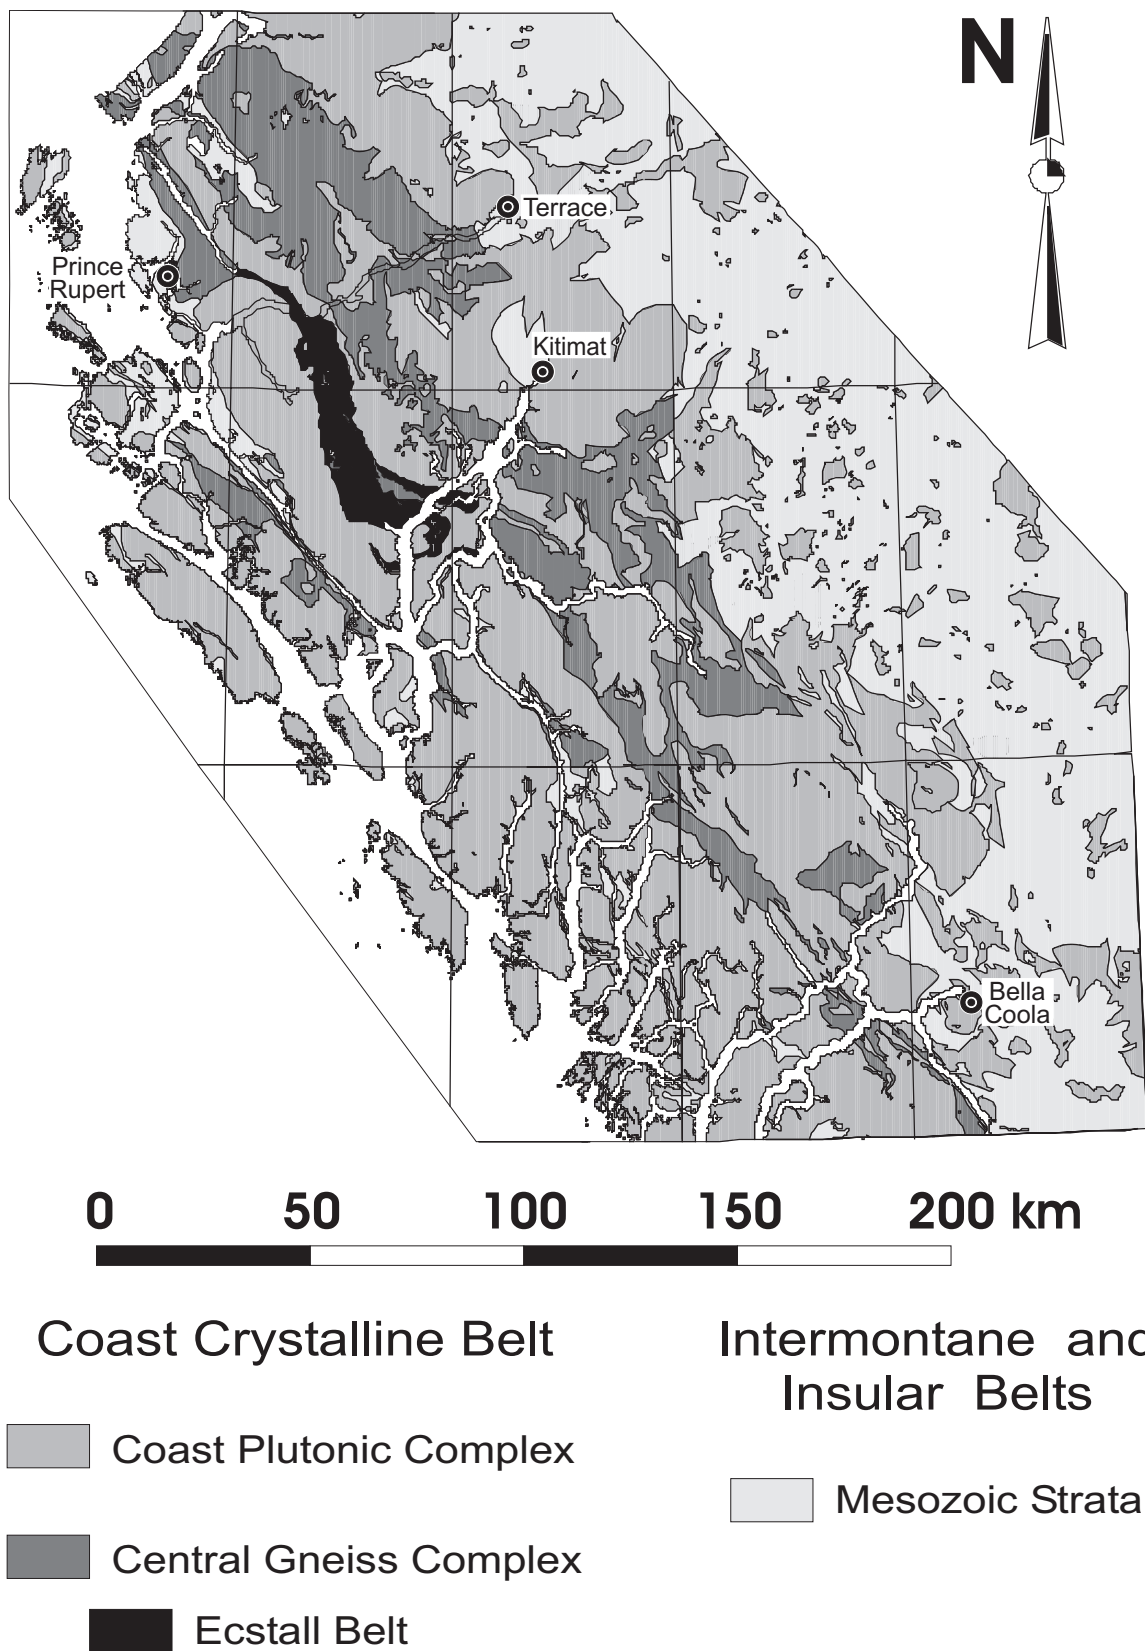 N
Terrace
Prince
Rupert
Kitimat
Bella
Coola
0 50 100 150 200 km
Coast Crystalline Belt
Intermontane and
Insular Belts
Coast Plutonic Complex
Mesozoic Strata
Central Gneiss Complex
Ecstall Belt